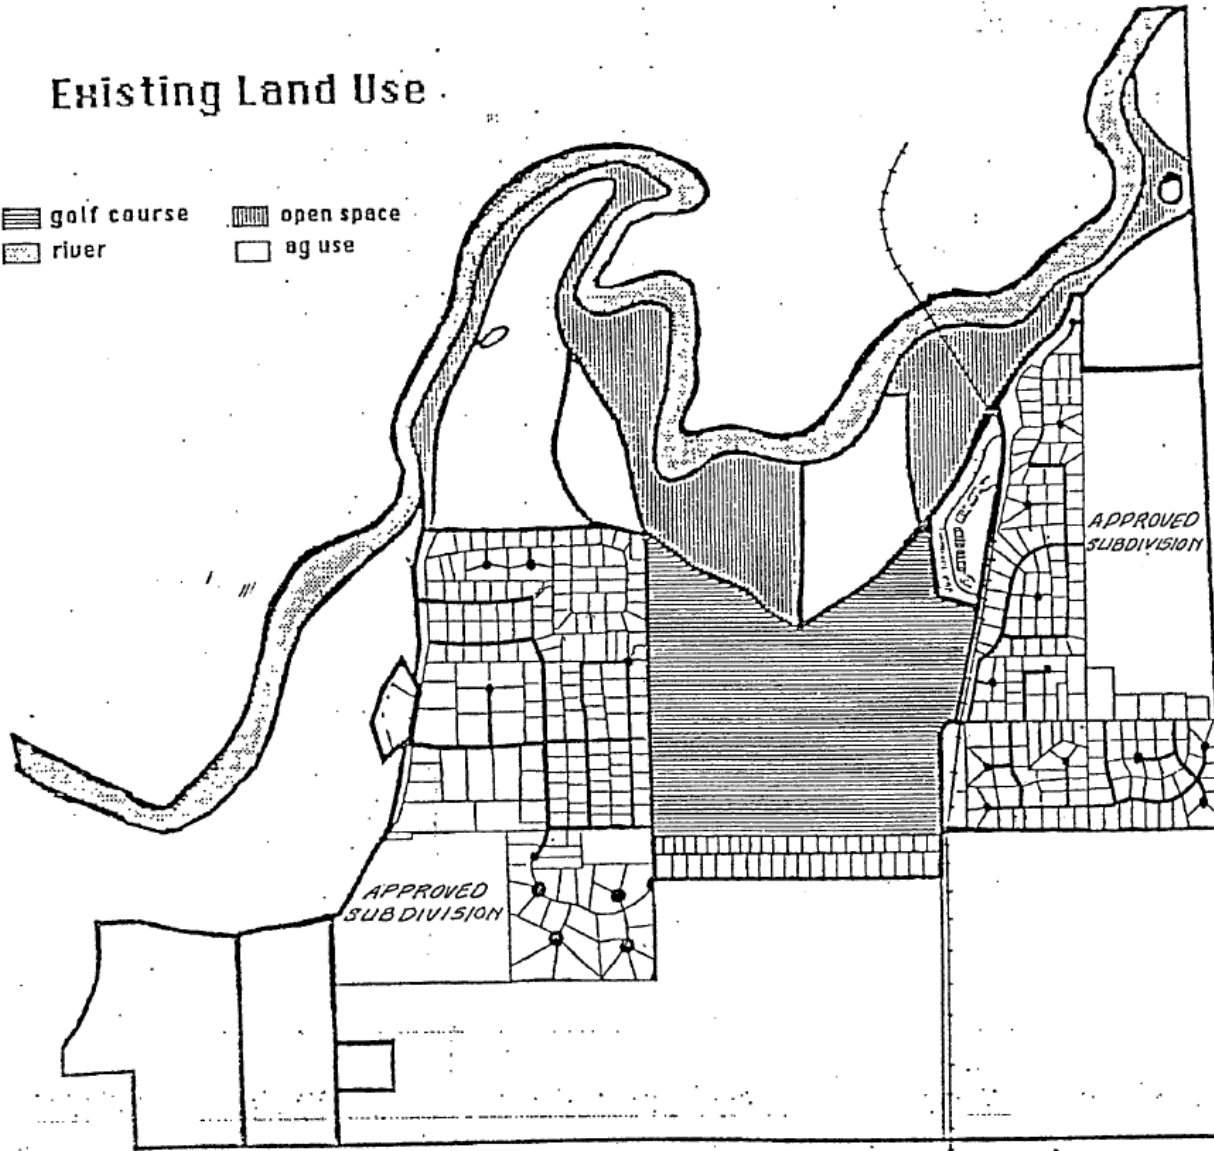 Existing Land Use
golf course
open space
river
ag use
APPROVED
SUBDIVISION
APPROVED
SUBDIVISION